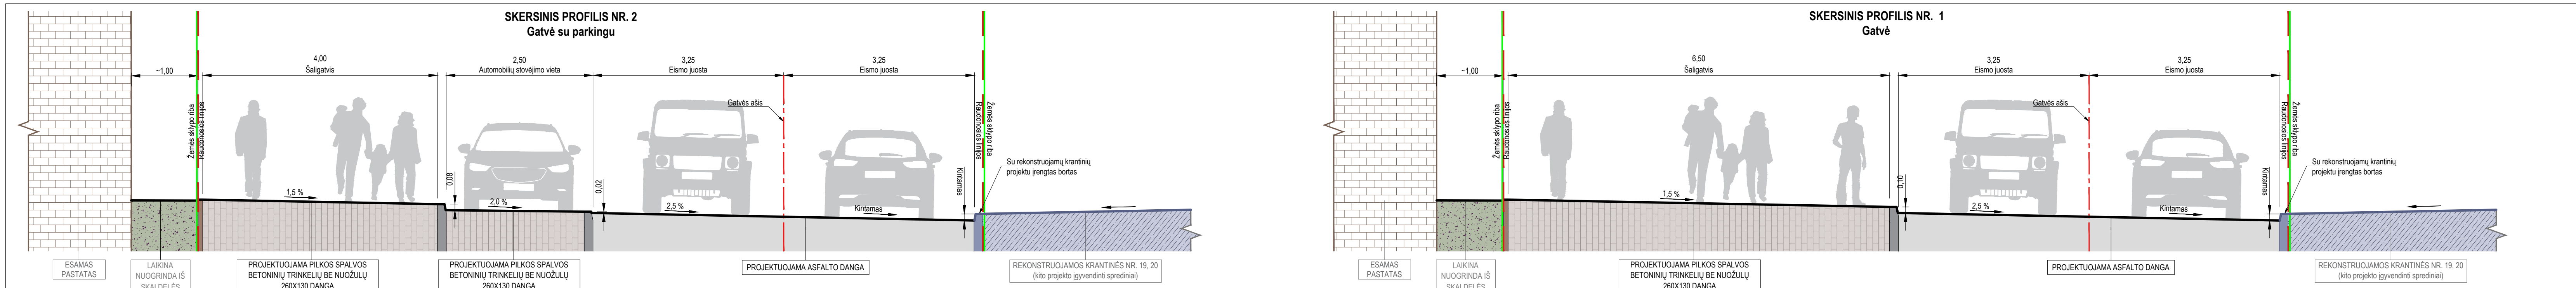 SKERSINIS PROFILIS NR. 2
Gatvė su parkingu
~1,00
4,00
Šaligatvis
2,50
Automobilių stovėjimo vieta
3,25
Eismo juosta
3,25
Eismo juosta
Žemės sklypo riba
Raudonosios linijos
Gatvės ašis
Raudonosios linijos
Žemės sklypo riba
Su rekonstruojamų krantinių
projektu įrengtas bortas
1,5 %
0,08
2,0 %
0,02
2,5 %
Kintamas
Kintamas
ESAMAS
PASTATAS
LAIKINA
NUOGRINDA IŠ
SKALDELĖS
PROJEKTUOJAMA PILKOS SPALVOS
BETONINIŲ TRINKELIŲ BE NUOŽULŲ
260X130 DANGA
PROJEKTUOJAMA PILKOS SPALVOS
BETONINIŲ TRINKELIŲ BE NUOŽULŲ
260X130 DANGA
PROJEKTUOJAMA ASFALTO DANGA
REKONSTRUOJAMOS KRANTINĖS NR. 19, 20
(kito projekto įgyvendinti sprediniai)
SKERSINIS PROFILIS NR. 1
Gatvė
~1,00
6,50
Šaligatvis
3,25
Eismo juosta
3,25
Eismo juosta
Žemės sklypo riba
Raudonosios linijos
Gatvės ašis
Raudonosios linijos
Žemės sklypo riba
Su rekonstruojamų krantinių
projektu įrengtas bortas
1,5 %
0,10
2,5 %
Kintamas
Kintamas
ESAMAS
PASTATAS
LAIKINA
NUOGRINDA IŠ
SKALDELĖS
PROJEKTUOJAMA PILKOS SPALVOS
BETONINIŲ TRINKELIŲ BE NUOŽULŲ
260X130 DANGA
PROJEKTUOJAMA ASFALTO DANGA
REKONSTRUOJAMOS KRANTINĖS NR. 19, 20
(kito projekto įgyvendinti sprediniai)